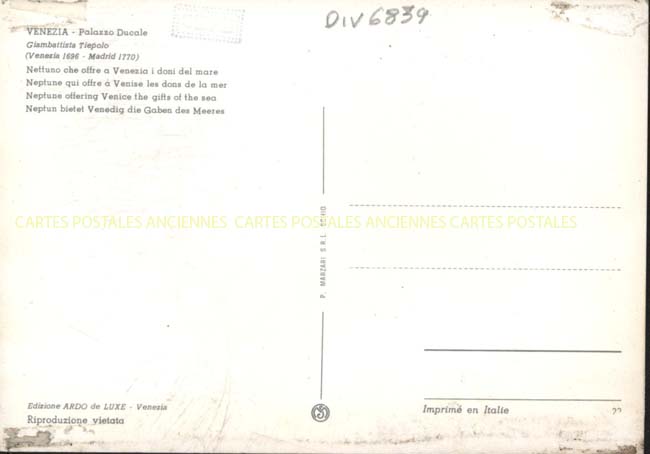 DIV6839
VENEZIA - Palazzo Ducale
Giambattista Tiepolo
(Venezia 1696 - Madrid 1770)
Nettuno che offre a Venezia i doni del mare
Neptune qui offre à Venise les dons de la mer
Neptune offering Venice the gifts of the sea
Neptun bietet Venedig die Gaben des Meeres
CARTES POSTALES ANCIENNES CARTES POSTALES ANCIENNES CARTES POSTALES
P. MARZARI S.R.L. SCHIO
Edizione ARDO de LUXE - Venezia
Riproduzione vietata
Imprimé en Italie